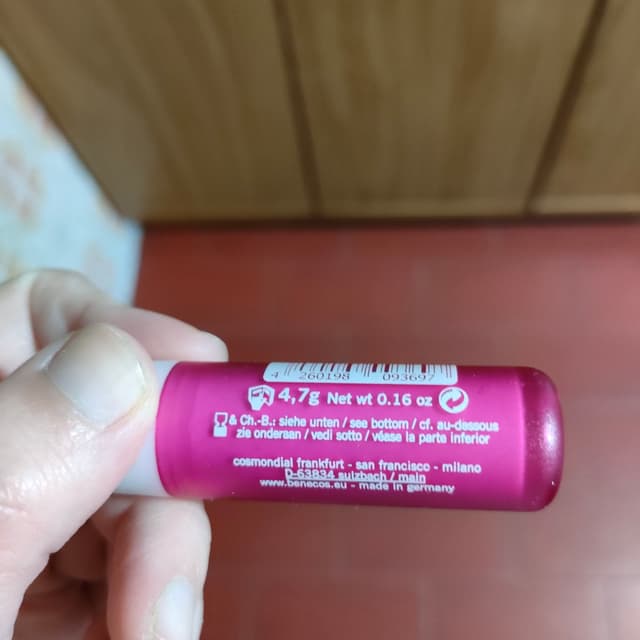 4 260198 093697
4,7g Net wt 0.16 oz
& Ch.-B.: siehe unten / see bottom / cf. au-dessous
zie ondersan / vedi sotto / véase la parte inferior
cosmondial frankfurt - san francisco - milano
D-63834 sulzbach / main
www.benecos.eu - made in germany